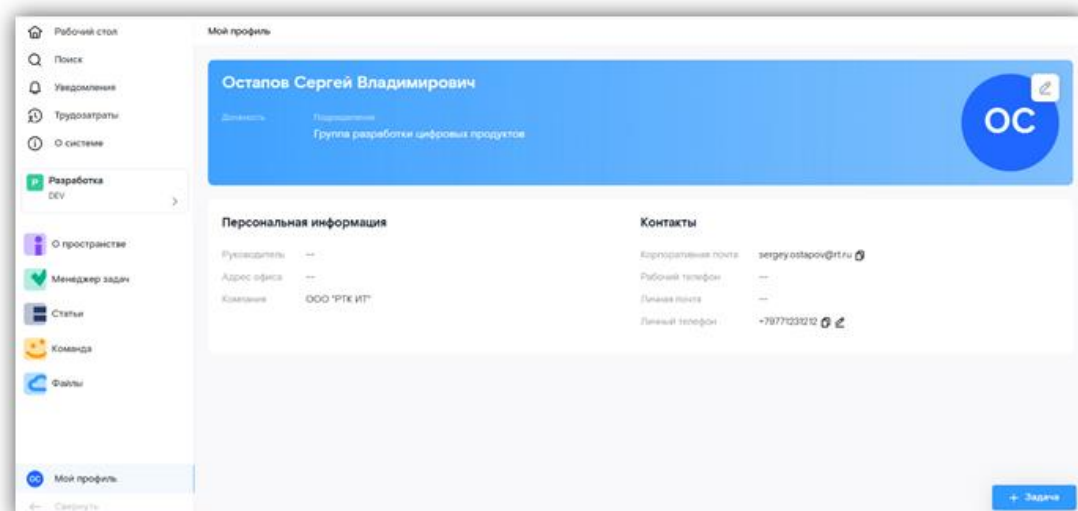 Рабочий стол
Поиск
Уведомления
Трудозатраты
О системе
Р Разработка
DEV
О пространстве
Менеджер задач
Статьи
Команда
Файлы
ОС Мой профиль
Свернуть
Мой профиль
Остапов Сергей Владимирович
ОС
Должность Подразделение
Группа разработки цифровых продуктов
Персональная информация
Руководитель ---
Адрес офиса ---
Компания ООО "РТК ИТ"
Контакты
Корпоративная почта sergey.ostapov@rt.ru
Рабочий телефон ---
Личная почта ---
Личный телефон +79771231212
+ Задача